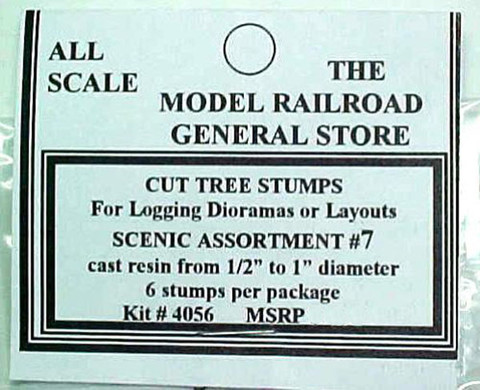 ALL
SCALE
THE
MODEL RAILROAD
GENERAL STORE
CUT TREE STUMPS
For Logging Dioramas or Layouts
SCENIC ASSORTMENT #7
cast resin from 1/2" to 1" diameter
6 stumps per package
Kit # 4056 MSRP